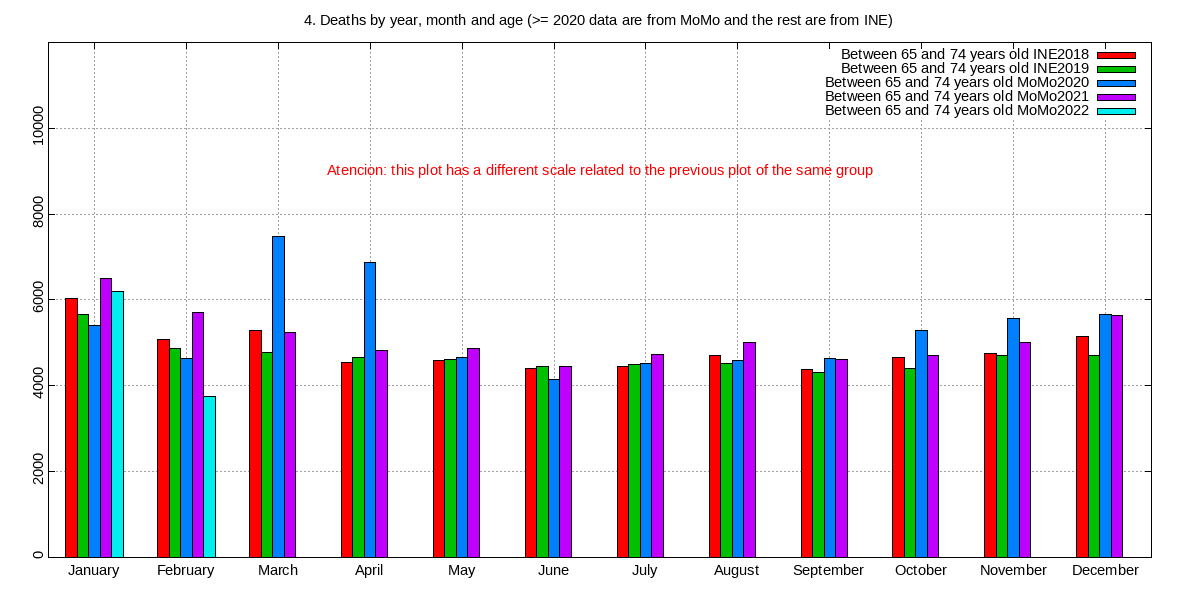 4. Deaths by year, month and age (>= 2020 data are from MoMo and the rest are from INE)
Between 65 and 74 years old INE2018
Between 65 and 74 years old INE2019
Between 65 and 74 years old MoMo2020
Between 65 and 74 years old MoMo2021
Between 65 and 74 years old MoMo2022
Atencion: this plot has a different scale related to the previous plot of the same group
10000
8000
6000
4000
2000
0
January February March April May June July August September October November December